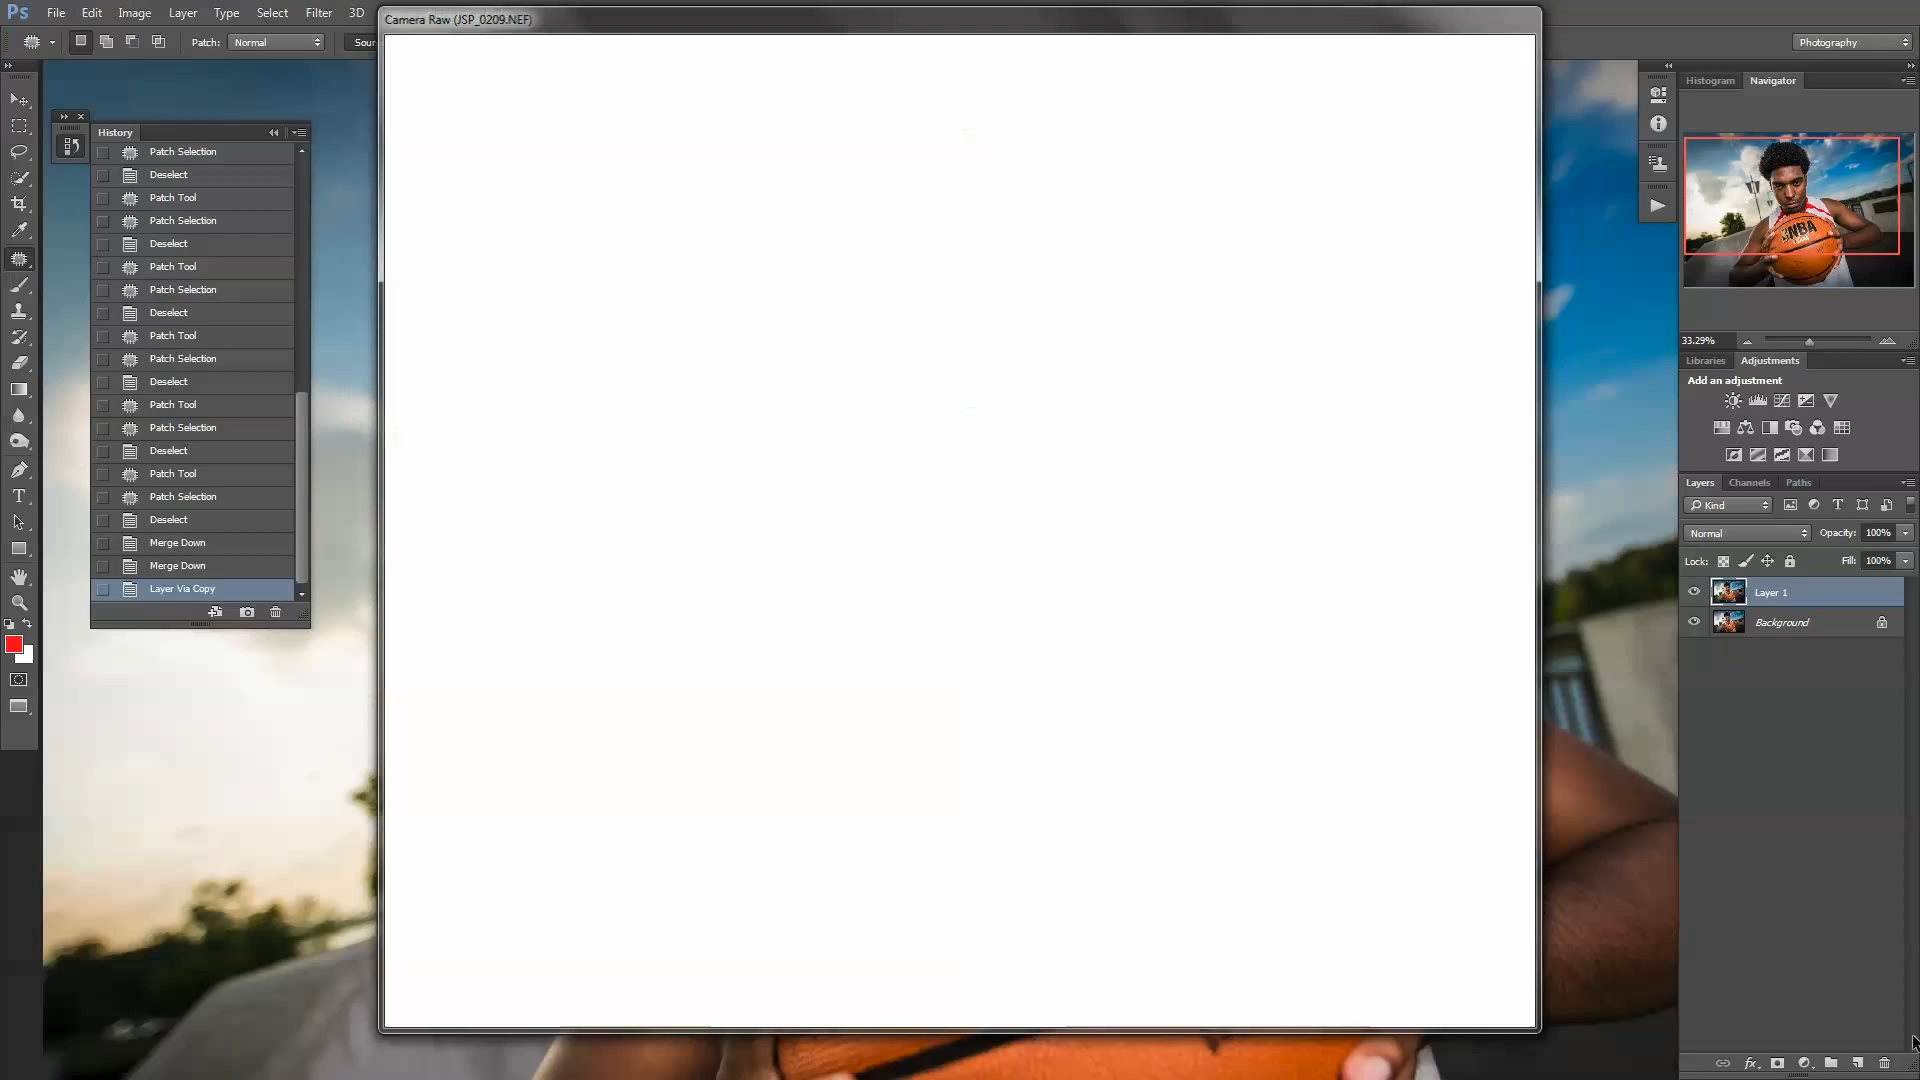 Ps File Edit Image Layer Type Select Filter 3D
Camera Raw (JSP_0209.NEF)
Patch: Normal Sour
Photography
Histogram Navigator
History
Patch Selection
Deselect
Patch Tool
Patch Selection
Deselect
Patch Tool
Patch Selection
Deselect
Patch Tool
Patch Selection
Deselect
Patch Tool
Patch Selection
Deselect
Patch Tool
Patch Selection
Deselect
Merge Down
Merge Down
Layer Via Copy
NBA
33.29%
Libraries Adjustments
Add an adjustment
Layers Channels Paths
Kind
Normal Opacity: 100%
Lock: Fill: 100%
Layer 1
Background